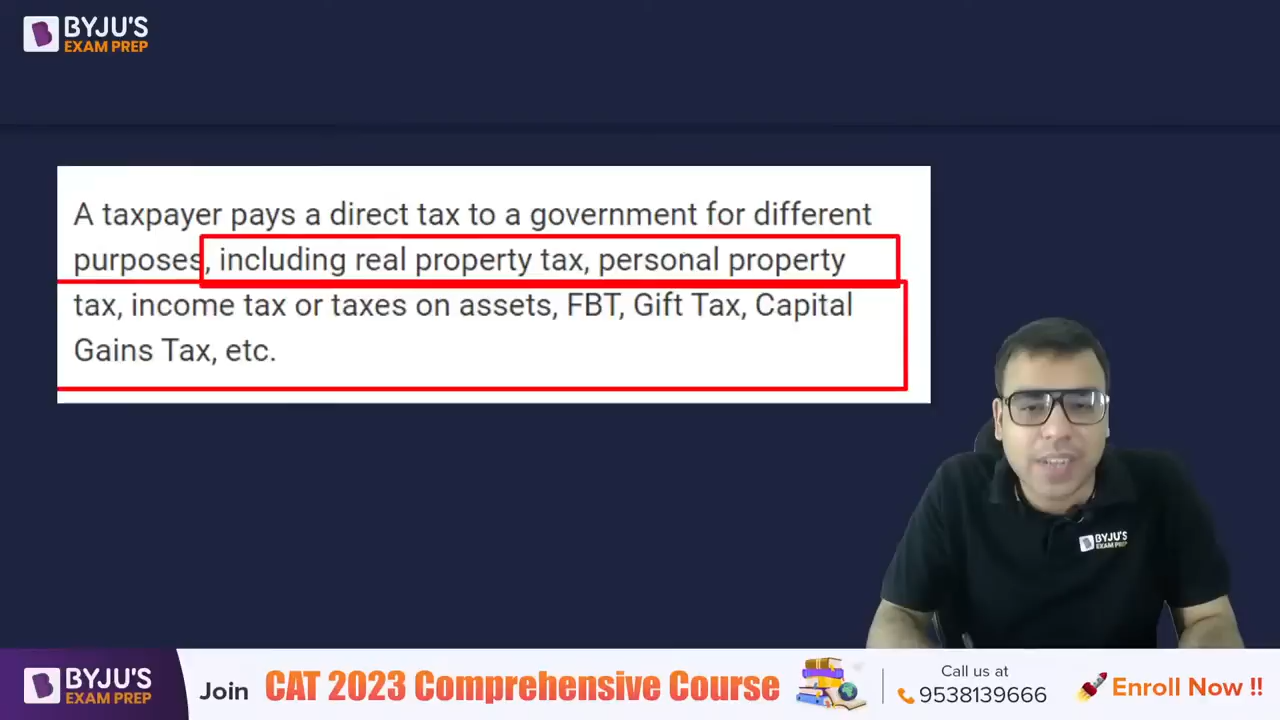 BYJU'S
EXAM PREP
A taxpayer pays a direct tax to a government for different
purposes, including real property tax, personal property
tax, income tax or taxes on assets, FBT, Gift Tax, Capital
Gains Tax, etc.
BYJU'S
EXAM PREP
BYJU'S
EXAM PREP
Join CAT 2023 Comprehensive Course
Call us at
9538139666
Enroll Now !!